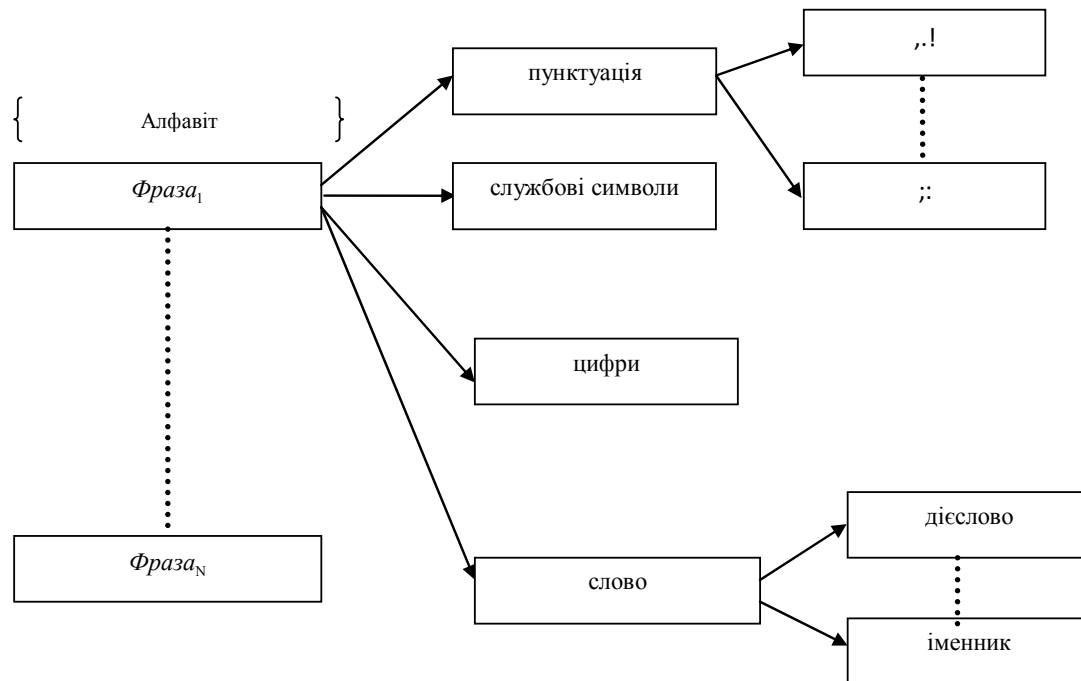 { Алфавіт }
Фраза₁
Фраза_N
пунктуація
службові символи
цифри
слово
,.!
;:
дієслово
іменник